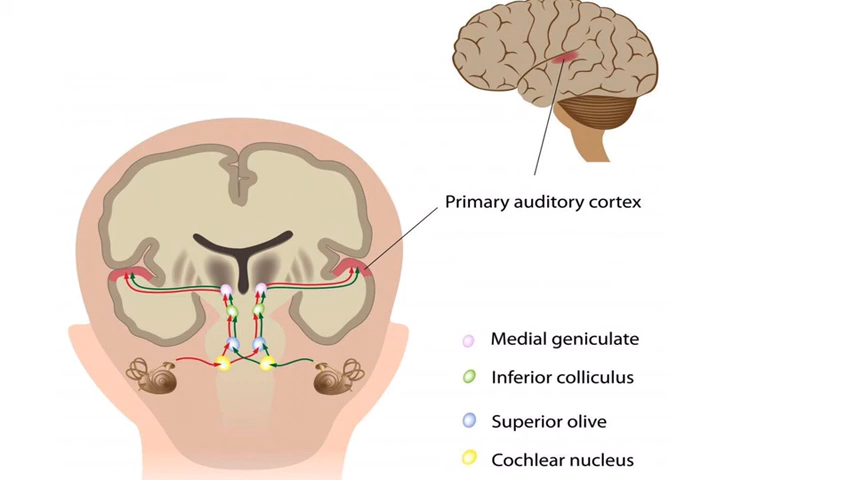 Primary auditory cortex
Medial geniculate
Inferior colliculus
Superior olive
Cochlear nucleus